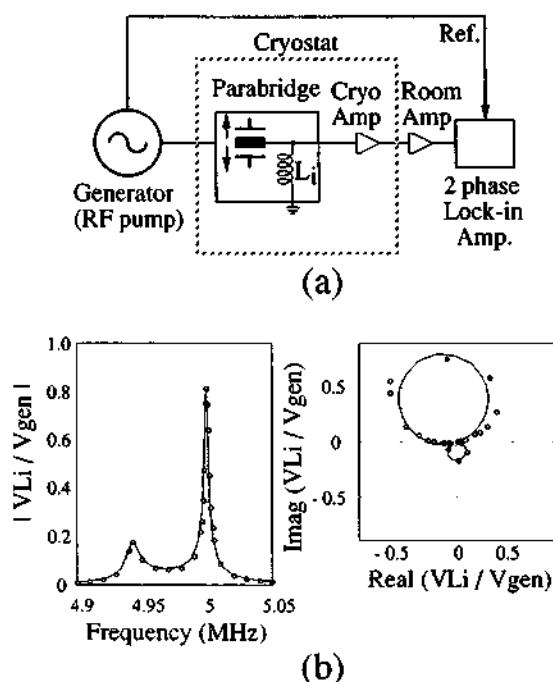 Ref.
Cryostat
Parabridge
Cryo
Amp
Room
Amp
Li
Generator
(RF pump)
2 phase
Lock-in
Amp.
(a)
| VLi / Vgen |
1.0
0.8
0.6
0.4
0.2
0
4.9
4.95
5
5.05
Frequency (MHz)
Imag (VLi / Vgen)
0.5
0
- 0.5
- 0.5
0
0.5
Real (VLi / Vgen)
(b)